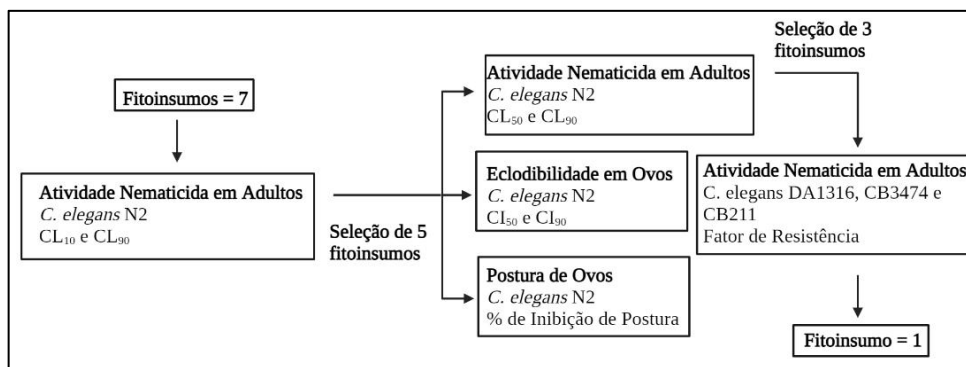 Fitoinsumos = 7
Atividade Nematicida em Adultos
C. elegans N2
CL₁₀ e CL₉₀
Seleção de 5
fitoinsumos
Atividade Nematicida em Adultos
C. elegans N2
CL₅₀ e CL₉₀
Eclodibilidade em Ovos
C. elegans N2
CI₅₀ e CI₉₀
Postura de Ovos
C. elegans N2
% de Inibição de Postura
Seleção de 3
fitoinsumos
Atividade Nematicida em Adultos
C. elegans DA1316, CB3474 e
CB211
Fator de Resistência
Fitoinsumo = 1